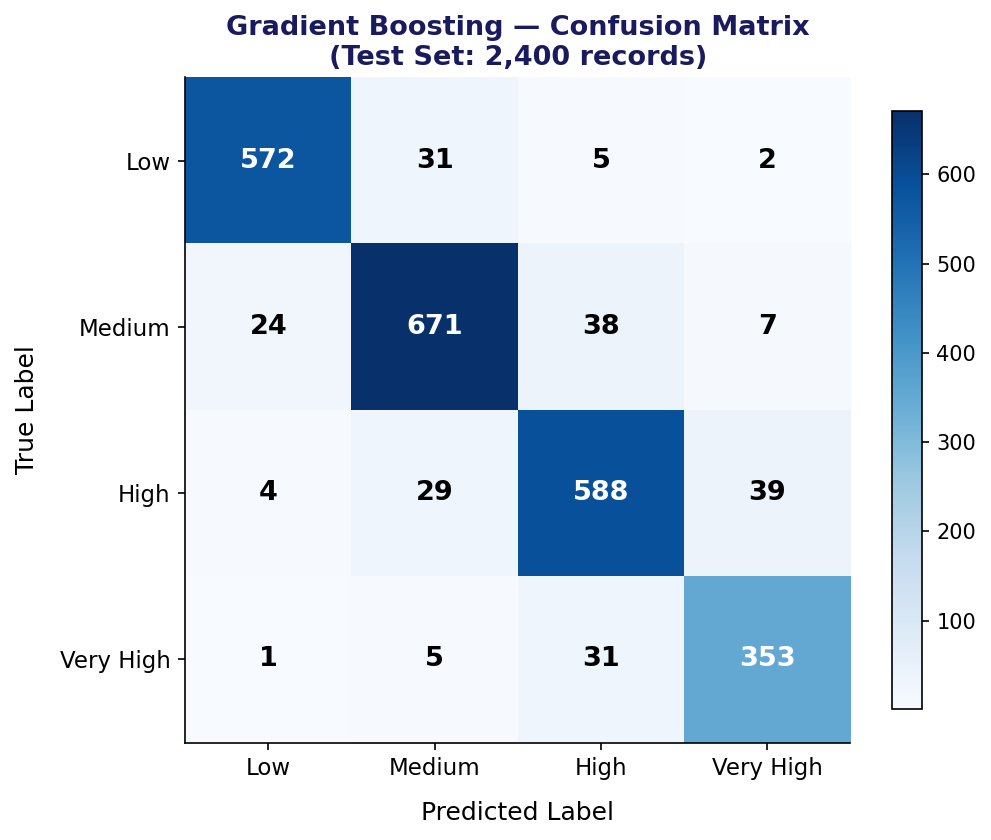 Gradient Boosting — Confusion Matrix
(Test Set: 2,400 records)
True Label
Low 572 31 5 2
Medium 24 671 38 7
High 4 29 588 39
Very High 1 5 31 353
Low Medium High Very High
Predicted Label
600
500
400
300
200
100